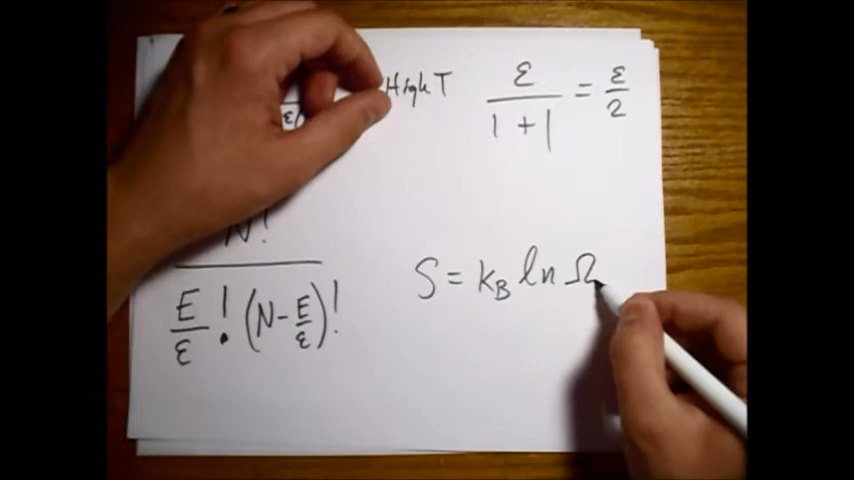 High T
ε / (1 + 1) = ε / 2
N! / (E/ε ! (N - E/ε)!)
S = k_B ln Ω